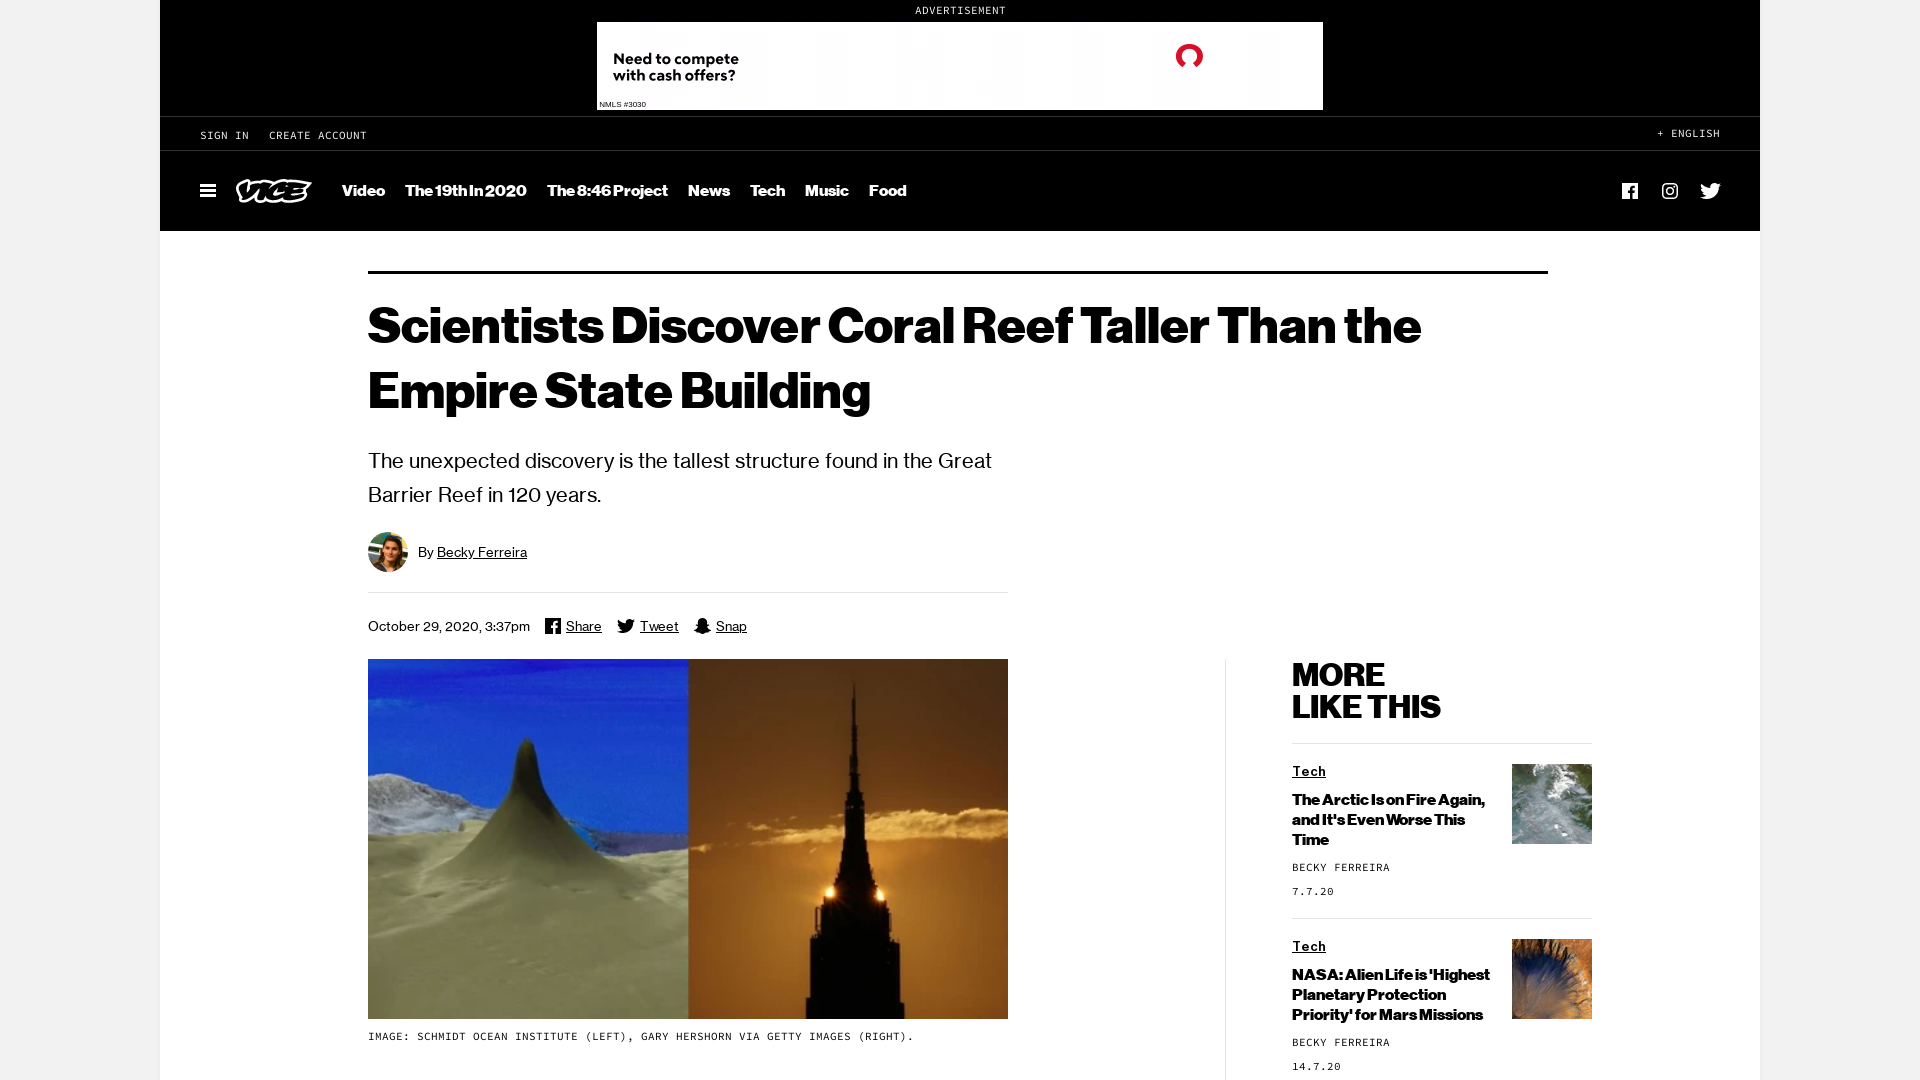 ADVERTISEMENT
Need to compete
with cash offers?
NMLS #3030
SIGN IN CREATE ACCOUNT + ENGLISH
VICE Video The 19th In 2020 The 8:46 Project News Tech Music Food
Scientists Discover Coral Reef Taller Than the
Empire State Building
The unexpected discovery is the tallest structure found in the Great
Barrier Reef in 120 years.
By Becky Ferreira
October 29, 2020, 3:37pm Share Tweet Snap
IMAGE: SCHMIDT OCEAN INSTITUTE (LEFT), GARY HERSHORN VIA GETTY IMAGES (RIGHT).
MORE
LIKE THIS
Tech
The Arctic Is on Fire Again,
and It's Even Worse This
Time
BECKY FERREIRA
7.7.20
Tech
NASA: Alien Life is 'Highest
Planetary Protection
Priority' for Mars Missions
BECKY FERREIRA
14.7.20